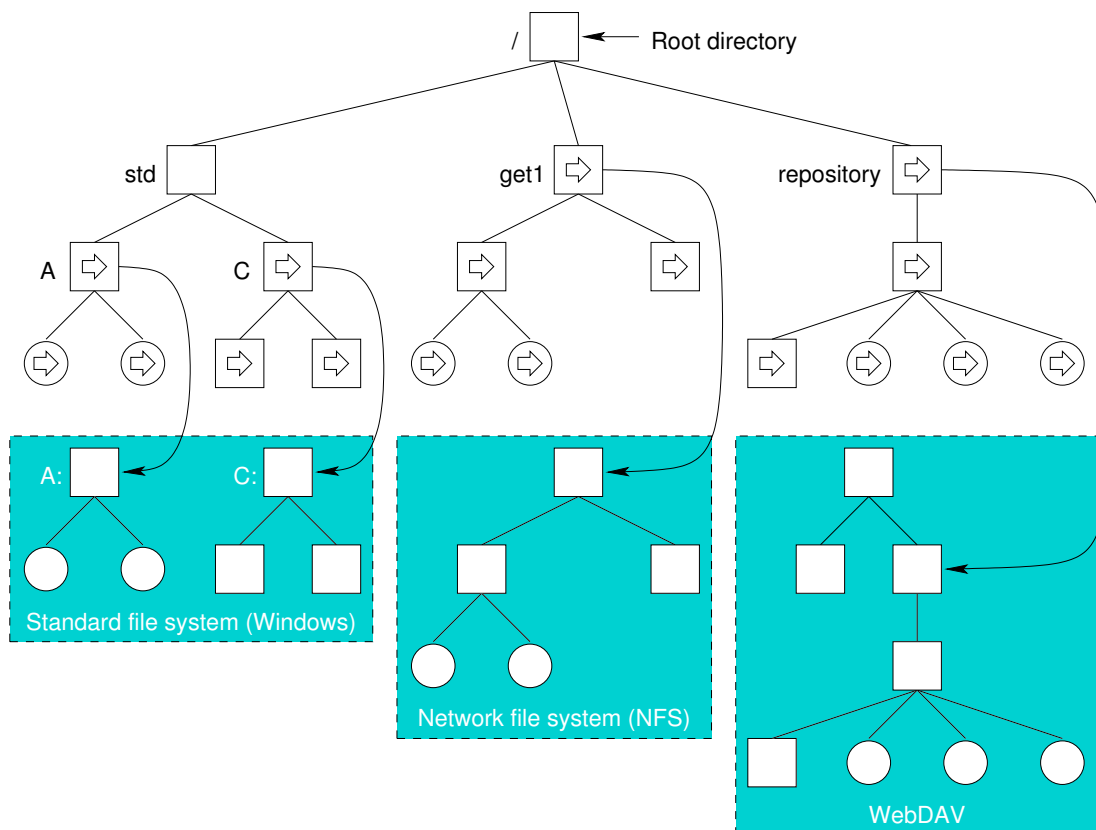 /
Root directory
std
get1
repository
A
C
A:
C:
Standard file system (Windows)
Network file system (NFS)
WebDAV